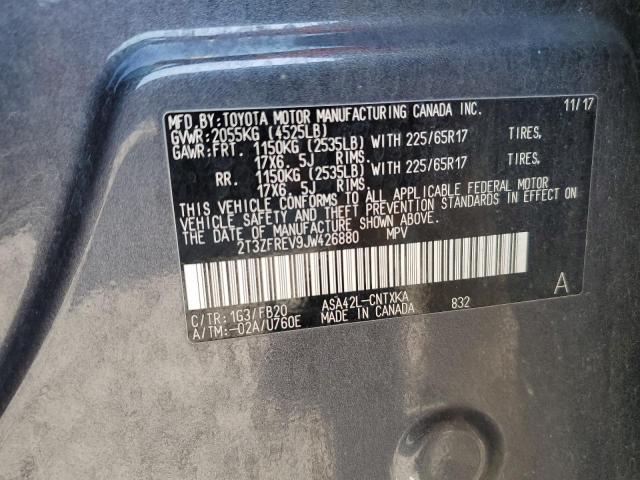 MFD. BY: TOYOTA MOTOR MANUFACTURING CANADA INC. 11/17
GVWR: 2055KG (4525LB)
GAWR: FRT. 1150KG (2535LB) WITH 225/65R17 TIRES,
17X6.5J RIMS,
RR. 1150KG (2535LB) WITH 225/65R17 TIRES,
17X6.5J RIMS,
THIS VEHICLE CONFORMS TO ALL APPLICABLE FEDERAL MOTOR
VEHICLE SAFETY AND THEFT PREVENTION STANDARDS IN EFFECT ON
THE DATE OF MANUFACTURE SHOWN ABOVE.
2T3ZFREV9JW426880 MPV
A
C/TR: 1G3/FB20 ASA42L-CNTXKA 832
A/TM:-02A/U760E MADE IN CANADA